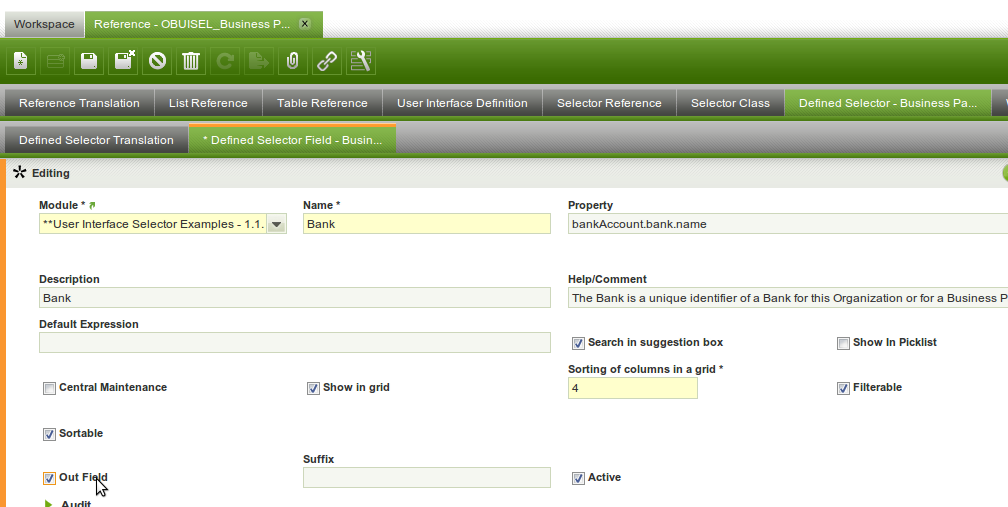 Workspace
Reference - OBUISEL_Business P...
Reference Translation
List Reference
Table Reference
User Interface Definition
Selector Reference
Selector Class
Defined Selector - Business Pa...
Defined Selector Translation
* Defined Selector Field - Busin...
Editing
Module *
Name *
Property
**User Interface Selector Examples - 1.1.
Bank
bankAccount.bank.name
Description
Help/Comment
Bank
The Bank is a unique identifier of a Bank for this Organization or for a Business P
Default Expression
Search in suggestion box
Show In Picklist
Sorting of columns in a grid *
Central Maintenance
Show in grid
4
Filterable
Sortable
Suffix
Out Field
Active
Audit